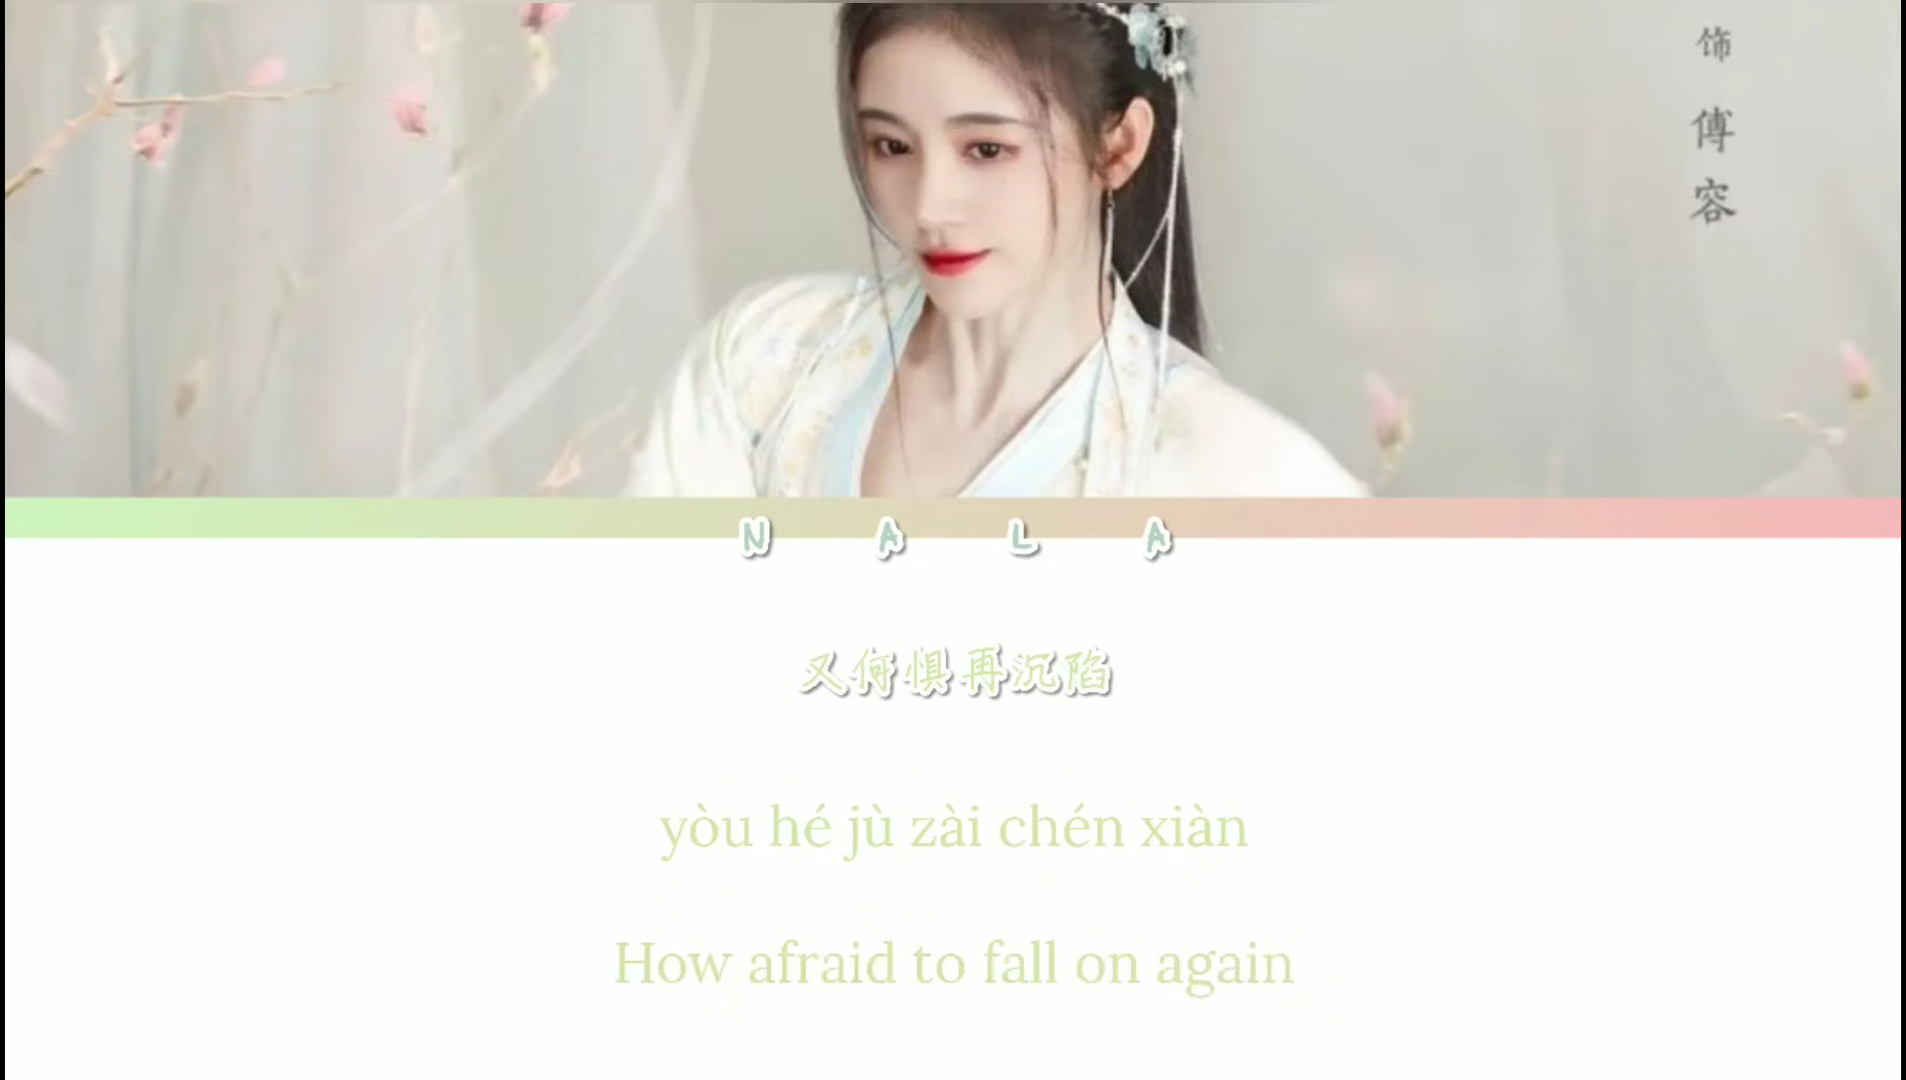 饰
傅
容
N A L A
又何惧再沉陷
yòu hé jù zài chén xiàn
How afraid to fall on again